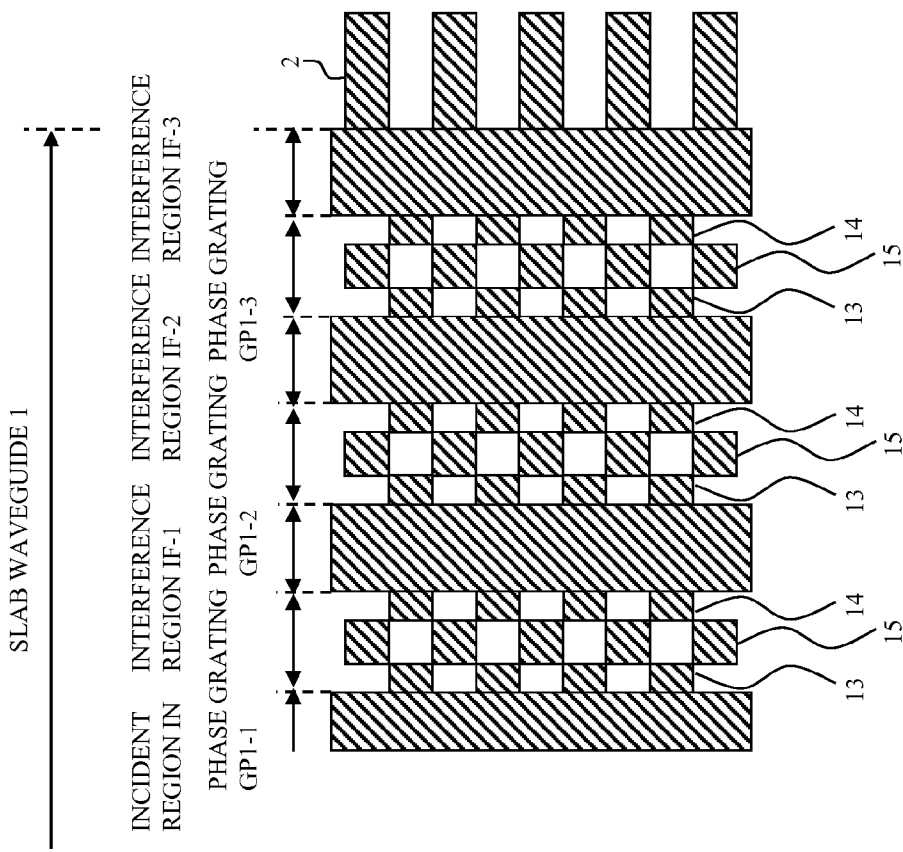 SLAB WAVEGUIDE 1
INCIDENT
REGION IN
INTERFERENCE
REGION IF-1
INTERFERENCE
REGION IF-2
INTERFERENCE
REGION IF-3
PHASE GRATING
GP1-1
PHASE GRATING
GP1-2
PHASE GRATING
GP1-3
2
13
15
14
13
15
14
13
15
14